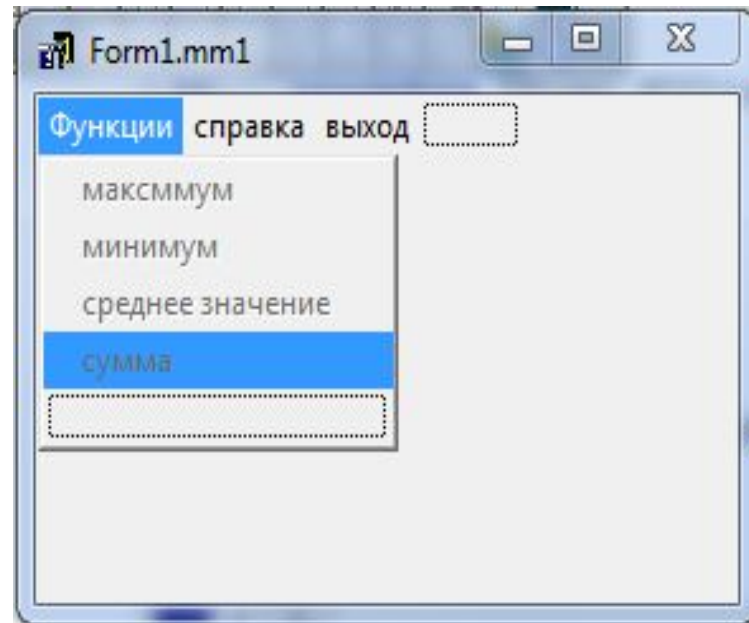 Form1.mm1
Функции справка выход
максммум
минимум
среднее значение
сумма